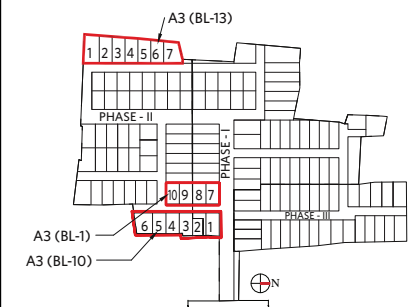 A3 (BL-13)
1 2 3 4 5 6 7
PHASE - II
PHASE - I
10 9 8 7
PHASE - III
6 5 4 3 2 1
A3 (BL-1)
A3 (BL-10)
N